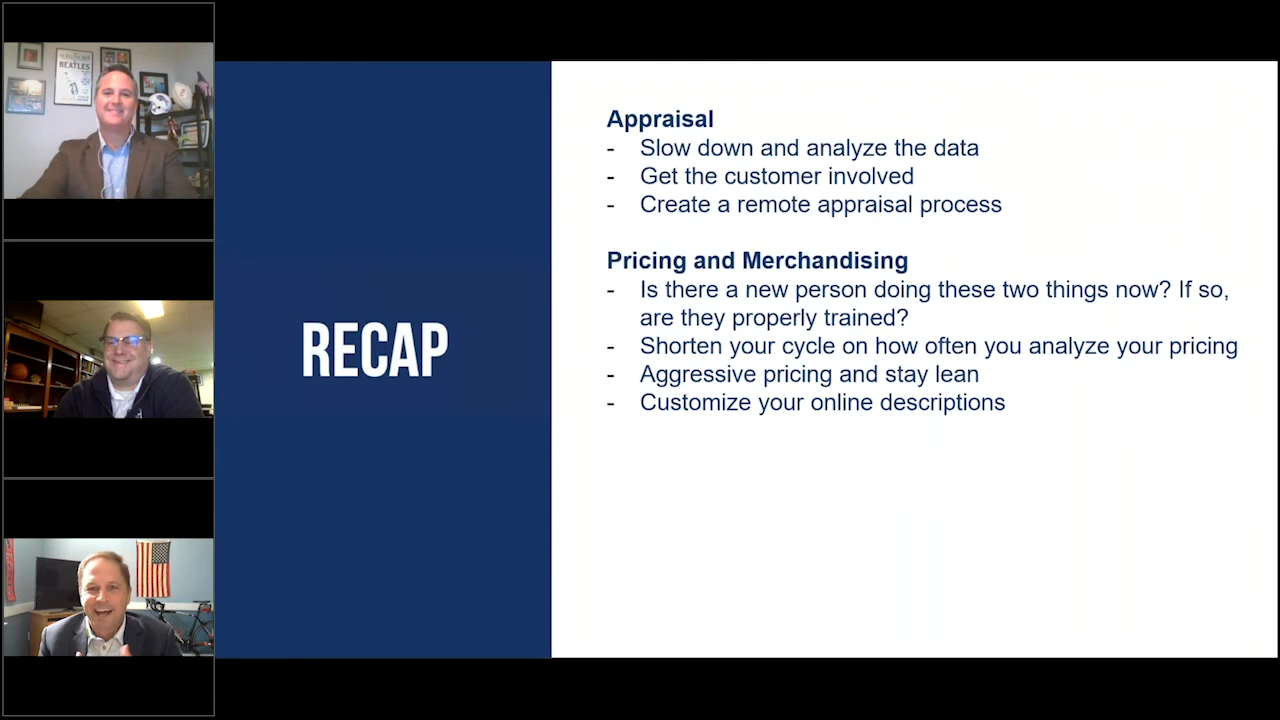 BEATLES
RECAP
Appraisal
- Slow down and analyze the data
- Get the customer involved
- Create a remote appraisal process
Pricing and Merchandising
- Is there a new person doing these two things now? If so,
are they properly trained?
- Shorten your cycle on how often you analyze your pricing
- Aggressive pricing and stay lean
- Customize your online descriptions